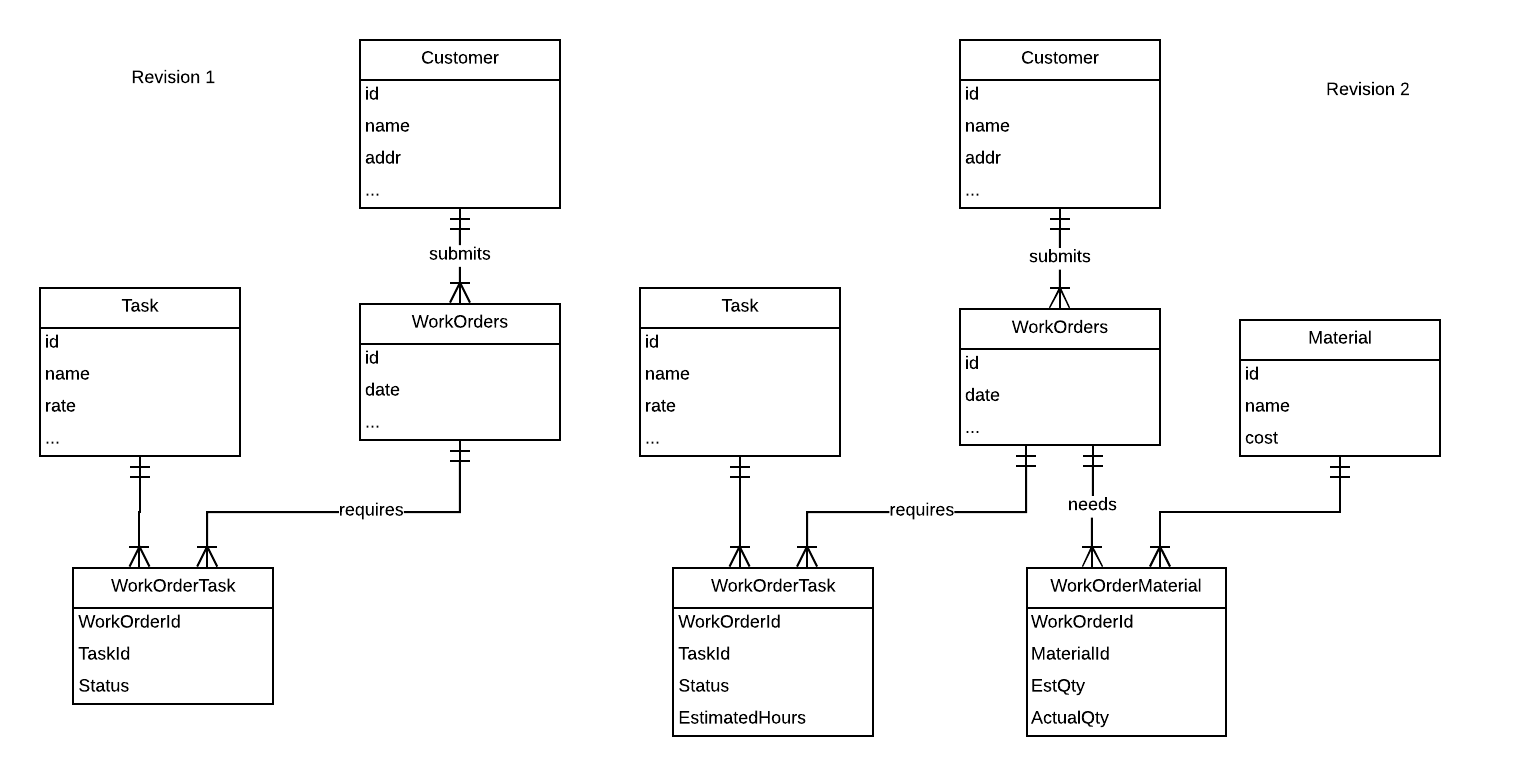 Revision 1
Customer
id
name
addr
...
submits
Task
id
name
rate
...
WorkOrders
id
date
...
requires
WorkOrderTask
WorkOrderId
TaskId
Status
Revision 2
Customer
id
name
addr
...
submits
Task
id
name
rate
...
WorkOrders
id
date
...
Material
id
name
cost
requires
needs
WorkOrderTask
WorkOrderId
TaskId
Status
EstimatedHours
WorkOrderMaterial
WorkOrderId
MaterialId
EstQty
ActualQty